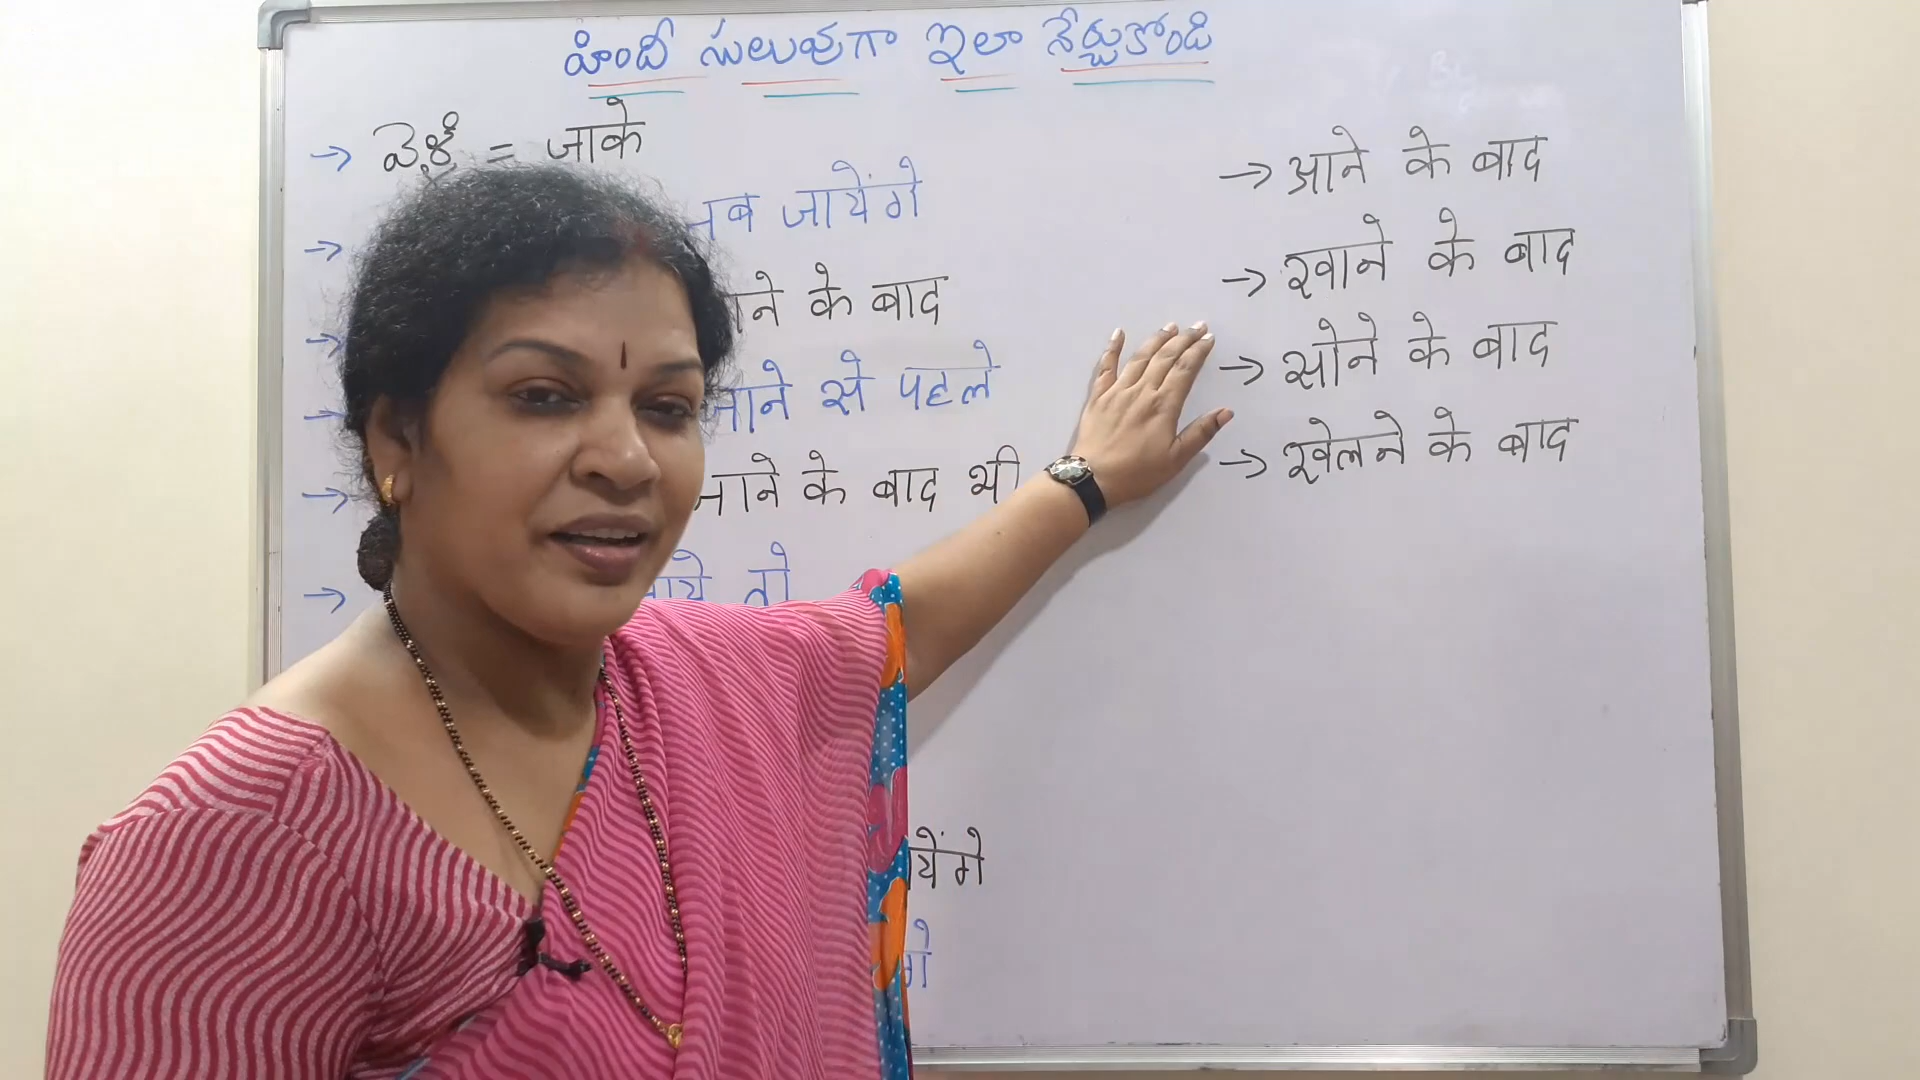 హిందీ సులువుగా ఇలా నేర్చుకోండి
→ వెళ్లి = जाके
→ जायेंगे
→ के बाद
→ जाने से पहले
→ जाने के बाद भी
→ तो
→ आने के बाद
→ खाने के बाद
→ सोने के बाद
→ खेलने के बाद